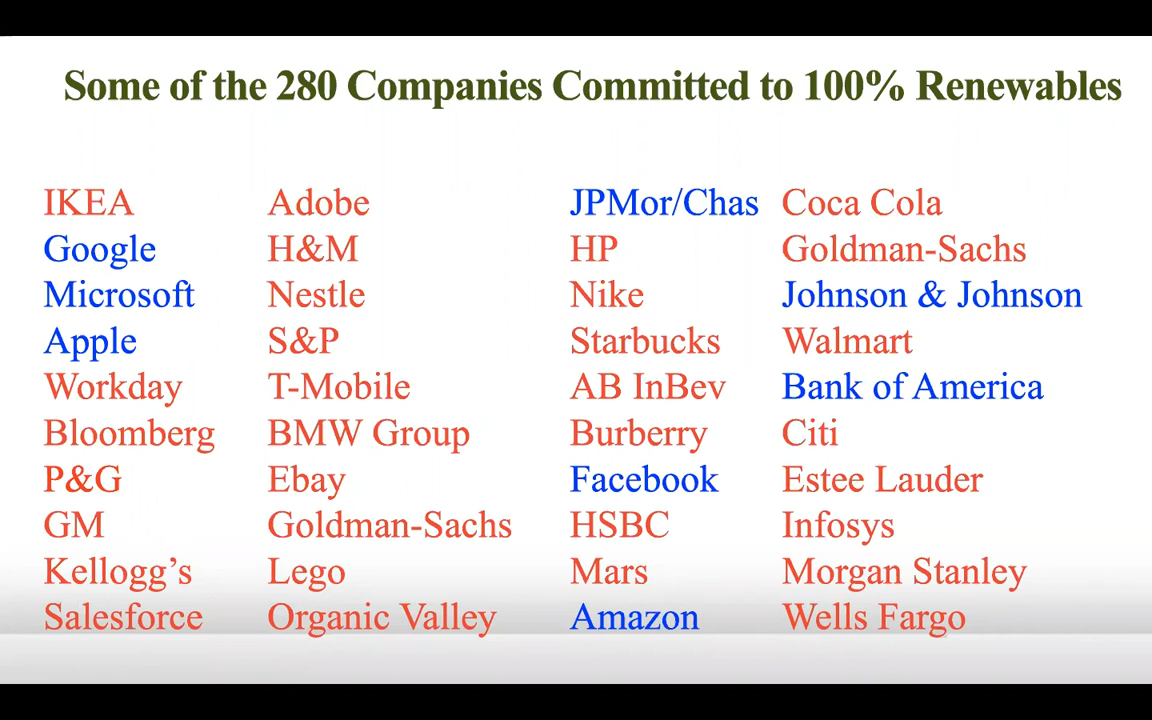 Some of the 280 Companies Committed to 100% Renewables
IKEA Adobe JPMor/Chas Coca Cola
Google H&M HP Goldman-Sachs
Microsoft Nestle Nike Johnson & Johnson
Apple S&P Starbucks Walmart
Workday T-Mobile AB InBev Bank of America
Bloomberg BMW Group Burberry Citi
P&G Ebay Facebook Estee Lauder
GM Goldman-Sachs HSBC Infosys
Kellogg’s Lego Mars Morgan Stanley
Salesforce Organic Valley Amazon Wells Fargo